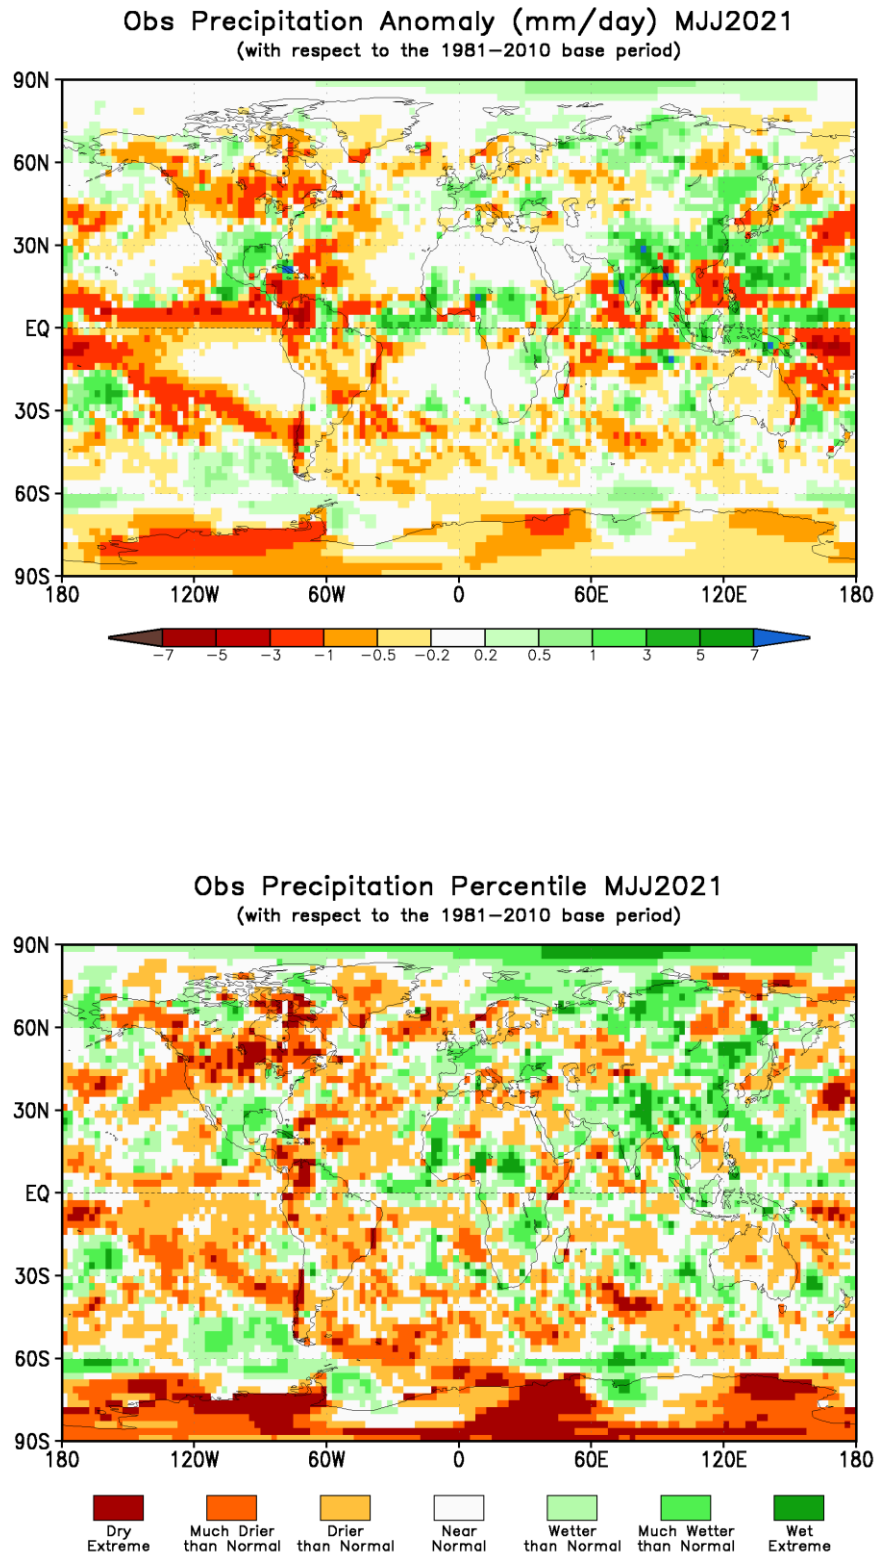 Obs Precipitation Anomaly (mm/day) MJJ2021
(with respect to the 1981−2010 base period)
90N
60N
30N
EQ
30S
60S
90S
180 120W 60W 0 60E 120E 180
−7 −5 −3 −1 −0.5 −0.2 0.2 0.5 1 3 5 7
Obs Precipitation Percentile MJJ2021
(with respect to the 1981−2010 base period)
90N
60N
30N
EQ
30S
60S
90S
180 120W 60W 0 60E 120E 180
Dry Much Drier Drier Near Wetter Much Wetter Wet
Extreme than Normal than Normal Normal than Normal than Normal Extreme